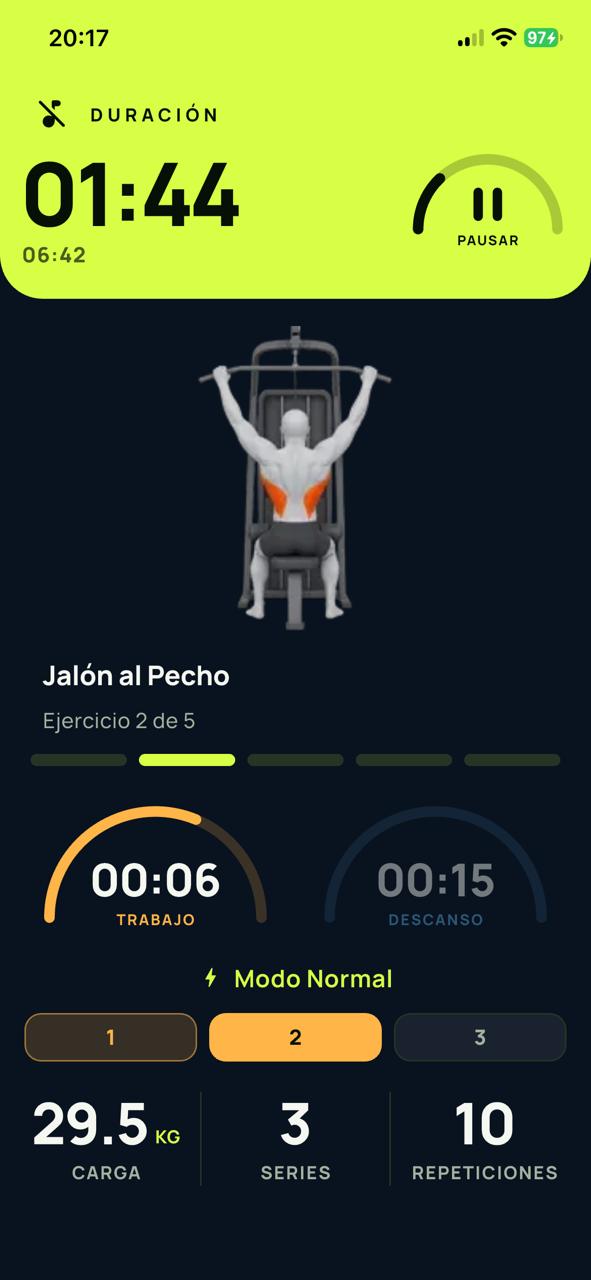 20:17
97
DURACIÓN
01:44
06:42
PAUSAR
Jalón al Pecho
Ejercicio 2 de 5
00:06 00:15
TRABAJO DESCANSO
Modo Normal
1 2 3
29.5 KG 3 10
CARGA SERIES REPETICIONES